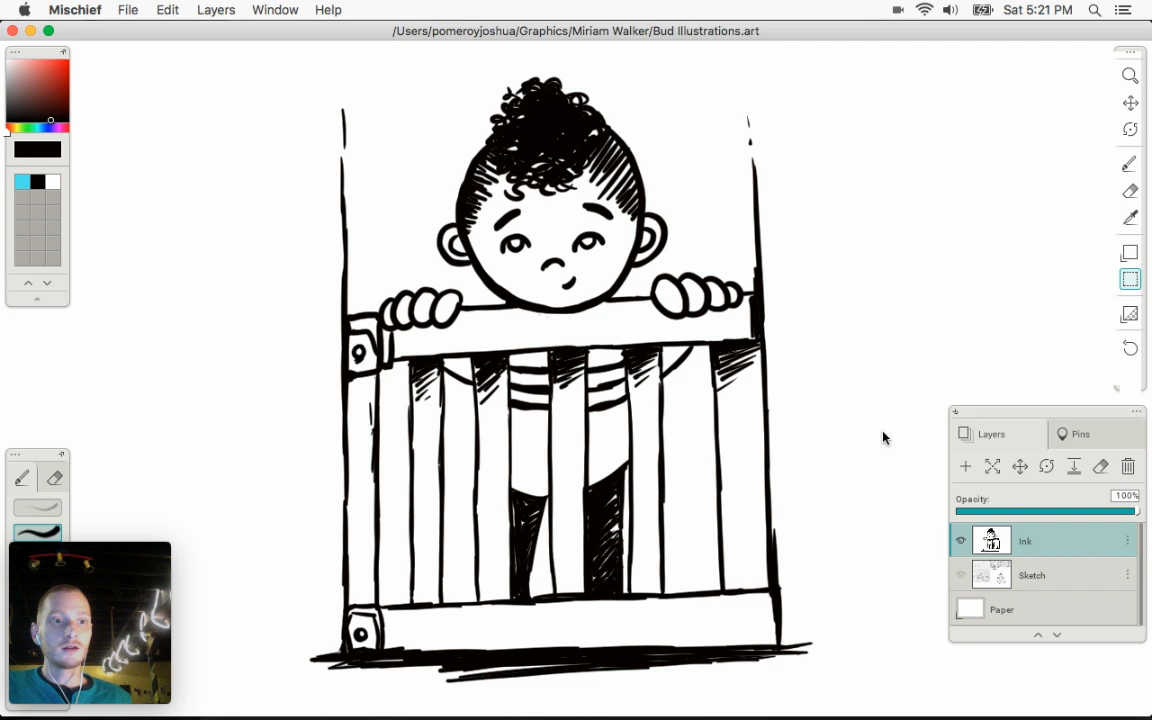 Mischief File Edit Layers Window Help Sat 5:21 PM
/Users/pomeroyjoshua/Graphics/Miriam Walker/Bud Illustrations.art
Layers Pins
Opacity: 100%
Ink
Sketch
Paper